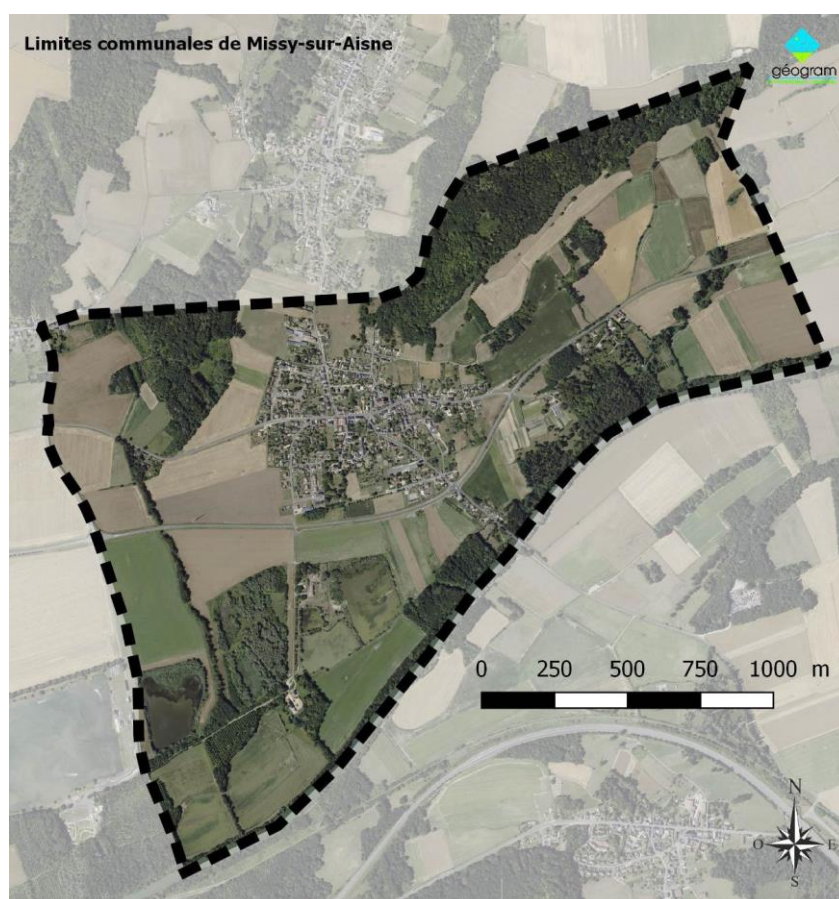 Limites communales de Missy-sur-Aisne
géogram
0 250 500 750 1000 m
N
O E
S